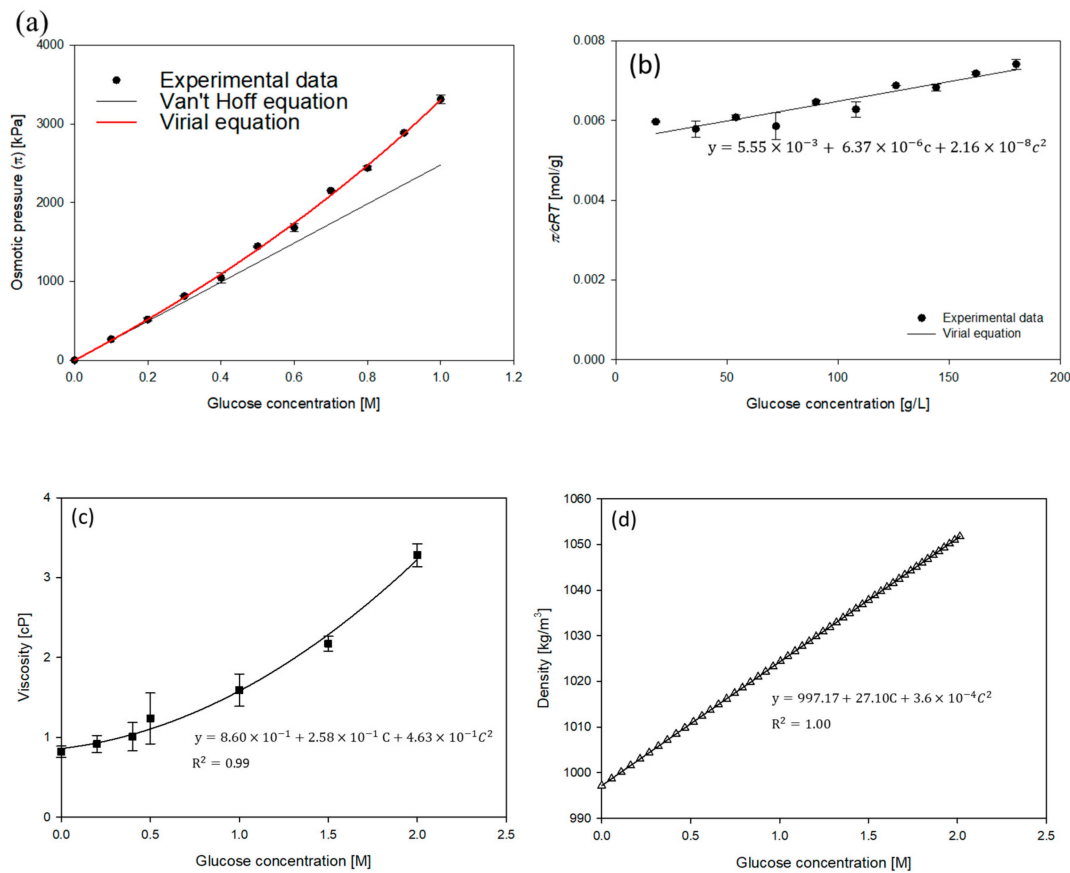 (a)
4000
3000
2000
1000
0
Osmotic pressure (π) [kPa]
Experimental data
Van't Hoff equation
Virial equation
0.0 0.2 0.4 0.6 0.8 1.0 1.2
Glucose concentration [M]
(b)
0.008
0.006
0.004
0.002
0.000
π/cRT [mol/g]
y = 5.55 × 10⁻³ + 6.37 × 10⁻⁶c + 2.16 × 10⁻⁸c²
Experimental data
Virial equation
0 50 100 150 200
Glucose concentration [g/L]
(c)
4
3
2
1
0
Viscosity [cP]
y = 8.60 × 10⁻¹ + 2.58 × 10⁻¹ C + 4.63 × 10⁻¹C²
R² = 0.99
0.0 0.5 1.0 1.5 2.0 2.5
Glucose concentration [M]
(d)
1060
1050
1040
1030
1020
1010
1000
990
Density [kg/m³]
y = 997.17 + 27.10C + 3.6 × 10⁻⁴C²
R² = 1.00
0.0 0.5 1.0 1.5 2.0 2.5
Glucose concentration [M]